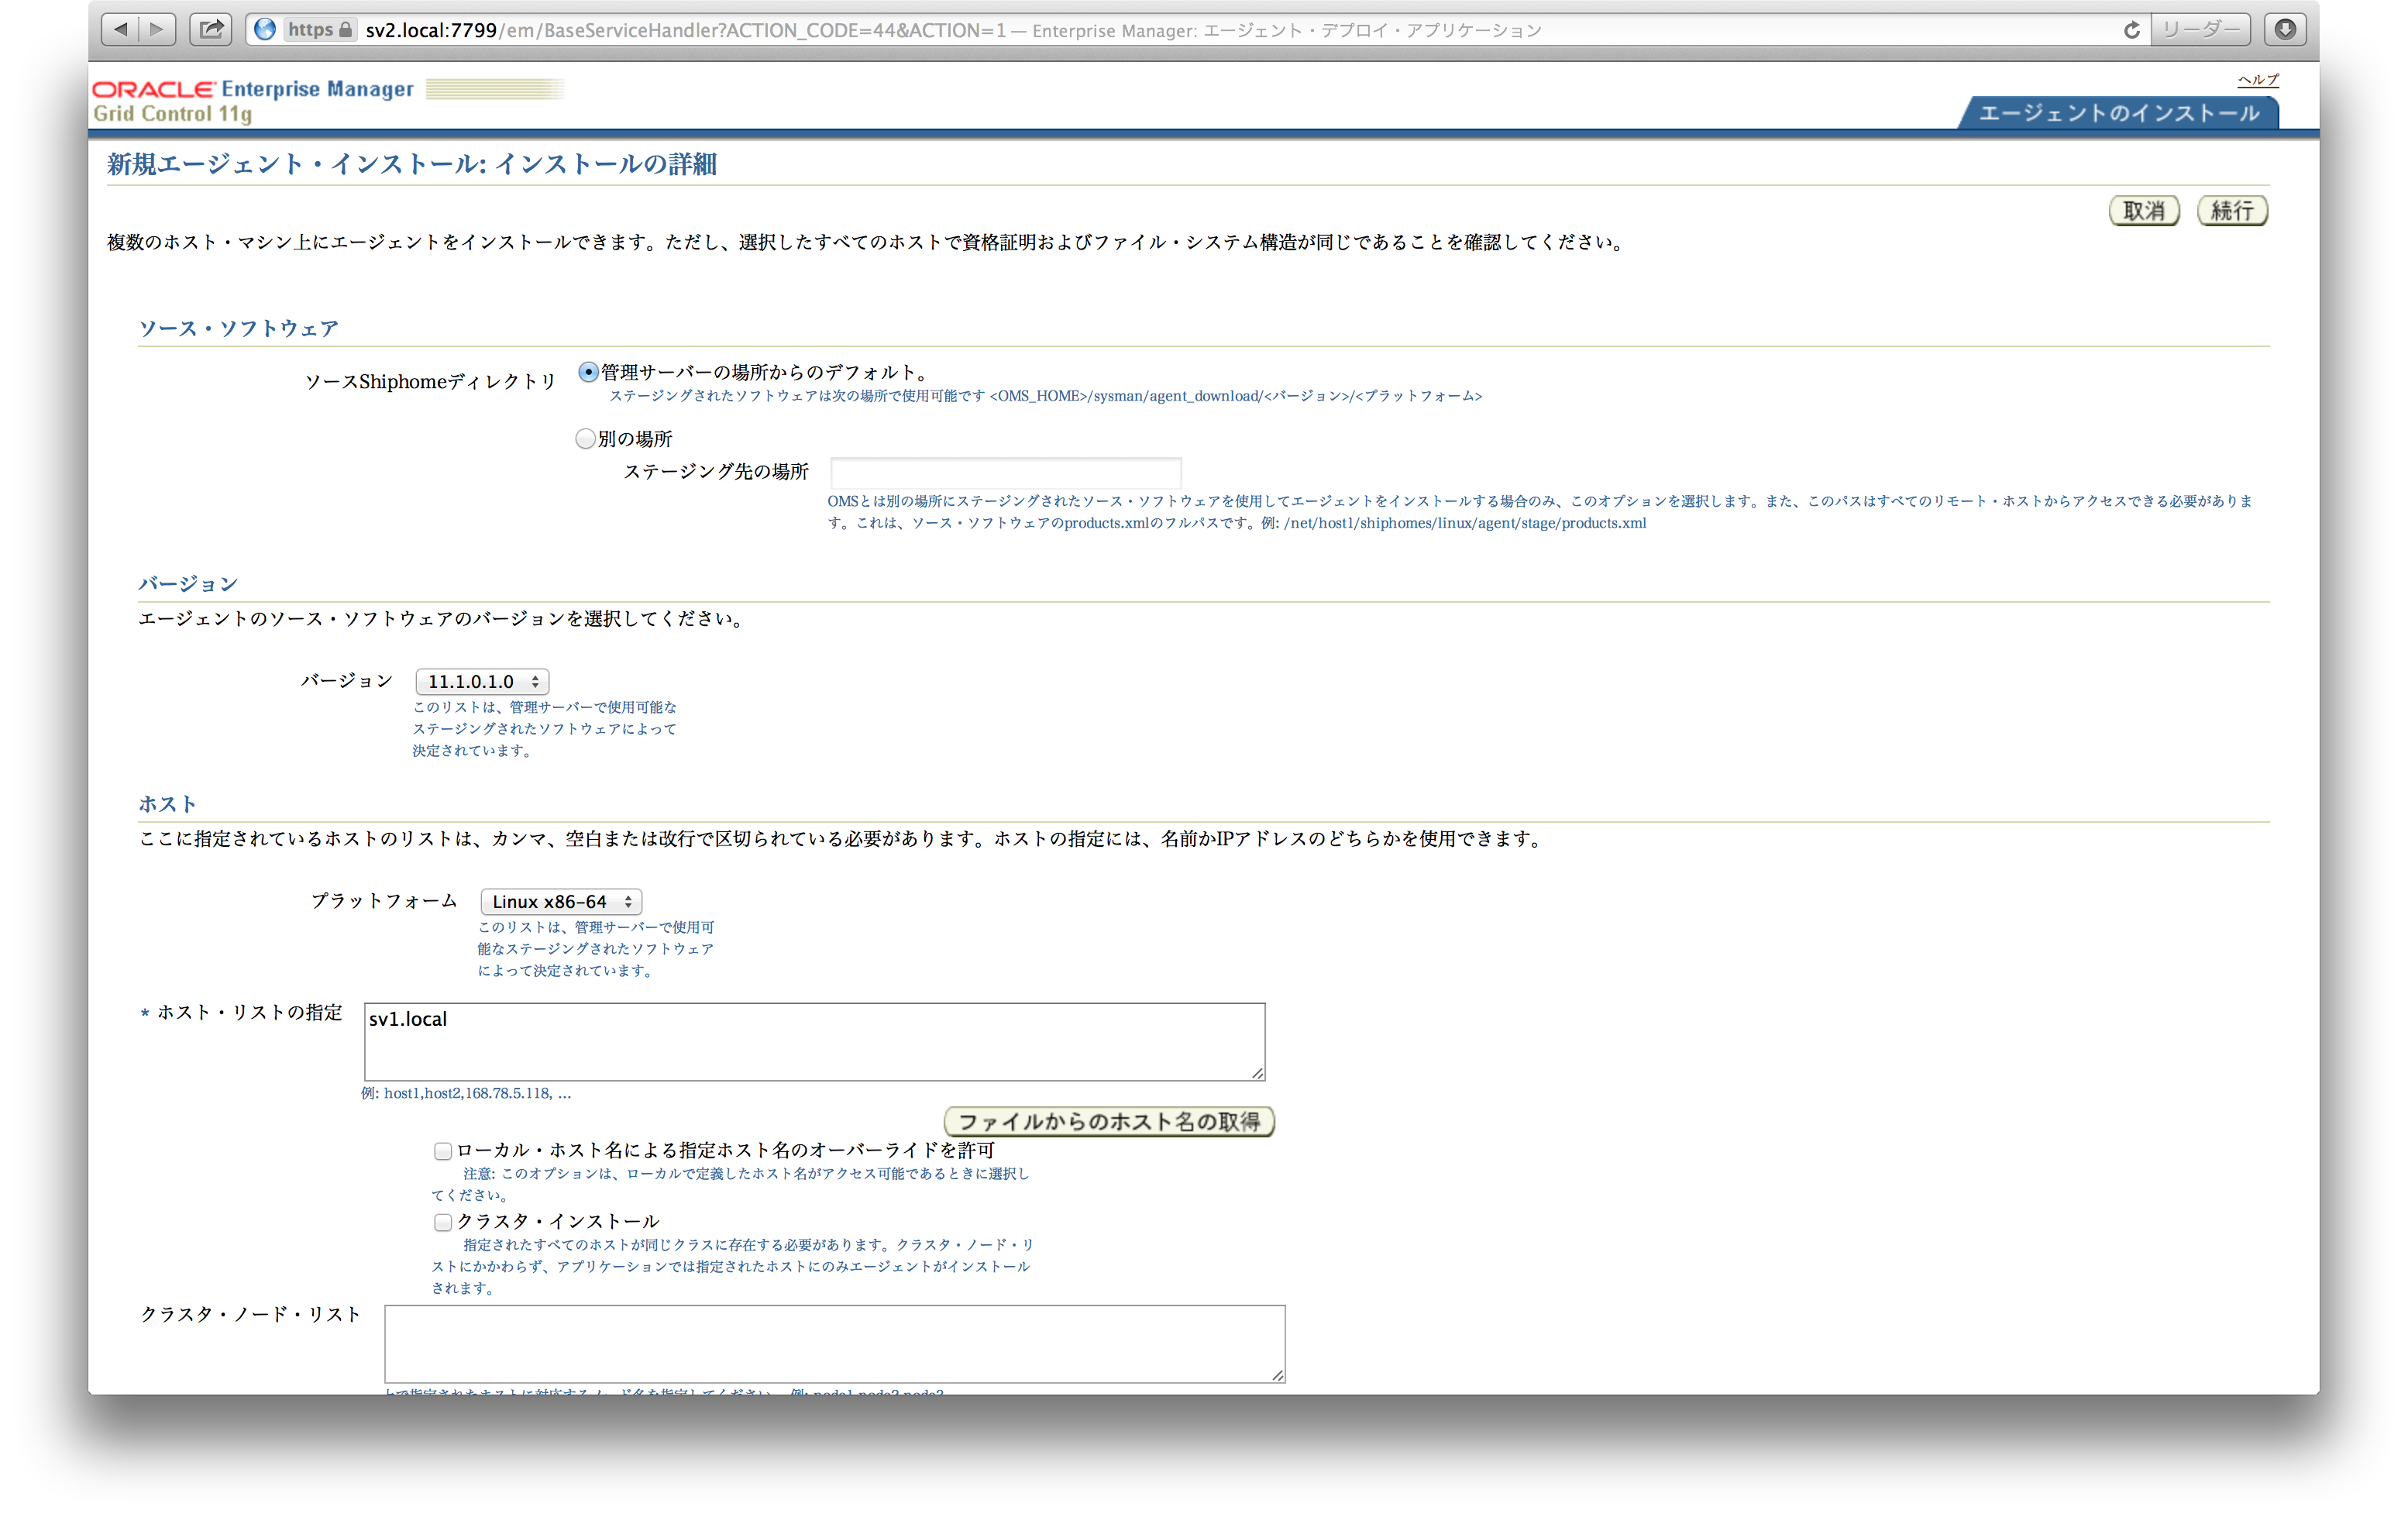 https sv2.local:7799/em/BaseServiceHandler?ACTION_CODE=44&ACTION=1 — Enterprise Manager: エージェント・デプロイ・アプリケーション リーダー
ORACLE Enterprise Manager
Grid Control 11g
ヘルプ
エージェントのインストール
新規エージェント・インストール: インストールの詳細
取消 続行
複数のホスト・マシン上にエージェントをインストールできます。ただし、選択したすべてのホストで資格証明およびファイル・システム構造が同じであることを確認してください。
ソース・ソフトウェア
ソースShiphomeディレクトリ 管理サーバーの場所からのデフォルト。
ステージングされたソフトウェアは次の場所で使用可能です <OMS_HOME>/sysman/agent_download/<バージョン>/<プラットフォーム>
別の場所
ステージング先の場所
OMSとは別の場所にステージングされたソース・ソフトウェアを使用してエージェントをインストールする場合のみ、このオプションを選択します。また、このパスはすべてのリモート・ホストからアクセスできる必要がありま
す。これは、ソース・ソフトウェアのproducts.xmlのフルパスです。例: /net/host1/shiphomes/linux/agent/stage/products.xml
バージョン
エージェントのソース・ソフトウェアのバージョンを選択してください。
バージョン 11.1.0.1.0
このリストは、管理サーバーで使用可能な
ステージングされたソフトウェアによって
決定されています。
ホスト
ここに指定されているホストのリストは、カンマ、空白または改行で区切られている必要があります。ホストの指定には、名前かIPアドレスのどちらかを使用できます。
プラットフォーム Linux x86-64
このリストは、管理サーバーで使用可
能なステージングされたソフトウェア
によって決定されています。
* ホスト・リストの指定 sv1.local
例: host1,host2,168.78.5.118, ...
ファイルからのホスト名の取得
ローカル・ホスト名による指定ホスト名のオーバーライドを許可
注意: このオプションは、ローカルで定義したホスト名がアクセス可能であるときに選択し
てください。
クラスタ・インストール
指定されたすべてのホストが同じクラスに存在する必要があります。クラスタ・ノード・リ
ストにかかわらず、アプリケーションでは指定されたホストにのみエージェントがインストール
されます。
クラスタ・ノード・リスト
上で指定されたホストに対応するノード名を指定してください。 例: node1,node2,node3